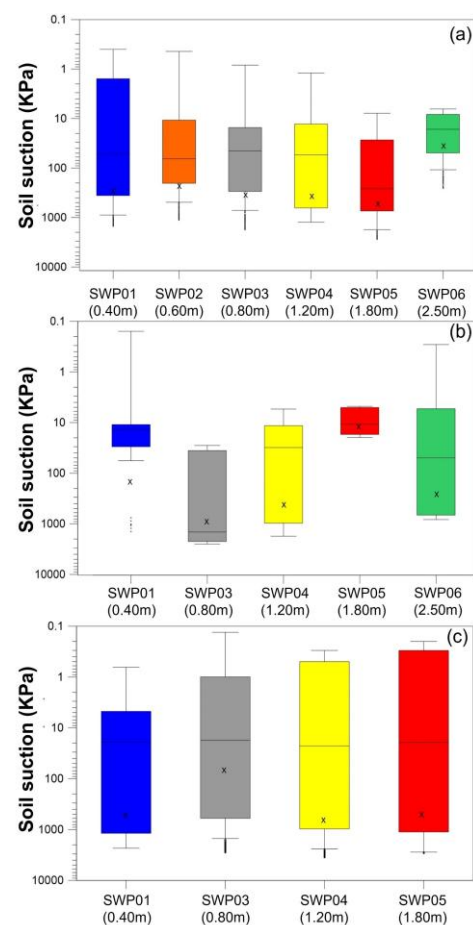 (a)
Soil suction (KPa)
0.1
1
10
100
1000
10000
x x x x x x
SWP01 SWP02 SWP03 SWP04 SWP05 SWP06
(0.40m) (0.60m) (0.80m) (1.20m) (1.80m) (2.50m)
(b)
Soil suction (KPa)
0.1
1
10
100
1000
10000
x x x x x
SWP01 SWP03 SWP04 SWP05 SWP06
(0.40m) (0.80m) (1.20m) (1.80m) (2.50m)
(c)
Soil suction (KPa)
0.1
1
10
100
1000
10000
x x x x
SWP01 SWP03 SWP04 SWP05
(0.40m) (0.80m) (1.20m) (1.80m)